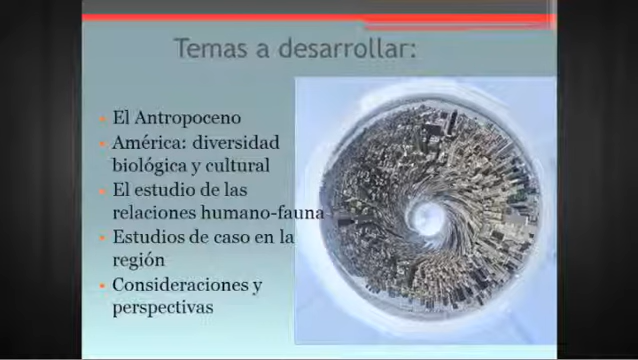 Temas a desarrollar:
El Antropoceno
América: diversidad
biológica y cultural
El estudio de las
relaciones humano-fauna
Estudios de caso en la
región
Consideraciones y
perspectivas